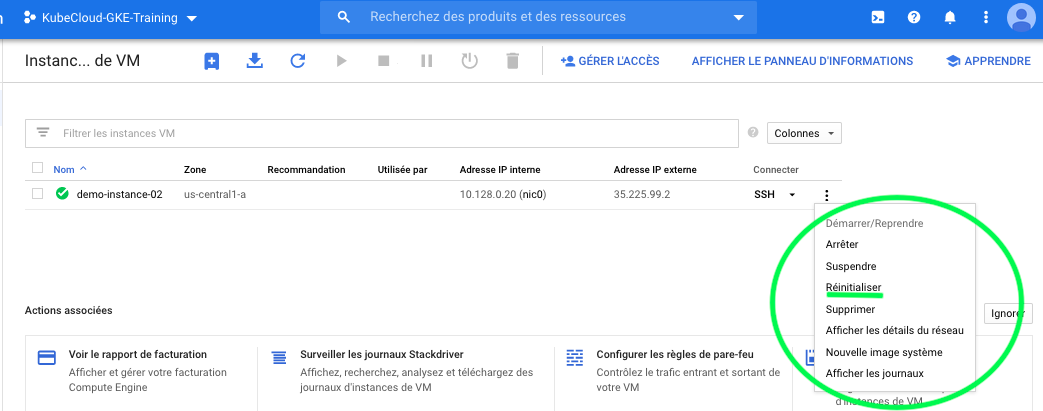 KubeCloud-GKE-Training
Recherchez des produits et des ressources
Instanc... de VM
GÉRER L'ACCÈS
AFFICHER LE PANNEAU D'INFORMATIONS
APPRENDRE
Filtrer les instances VM
Colonnes
Nom Zone Recommandation Utilisée par Adresse IP interne Adresse IP externe Connecter
demo-instance-02 us-central1-a 10.128.0.20 (nic0) 35.225.99.2 SSH
Démarrer/Reprendre
Arrêter
Suspendre
Réinitialiser
Supprimer
Afficher les détails du réseau
Nouvelle image système
Afficher les journaux
Actions associées
Ignorer
Voir le rapport de facturation
Afficher et gérer votre facturation
Compute Engine
Surveiller les journaux Stackdriver
Affichez, recherchez, analysez et téléchargez des
journaux d'instances de VM
Configurer les règles de pare-feu
Contrôlez le trafic entrant et sortant de
votre VM
d'instances de VM